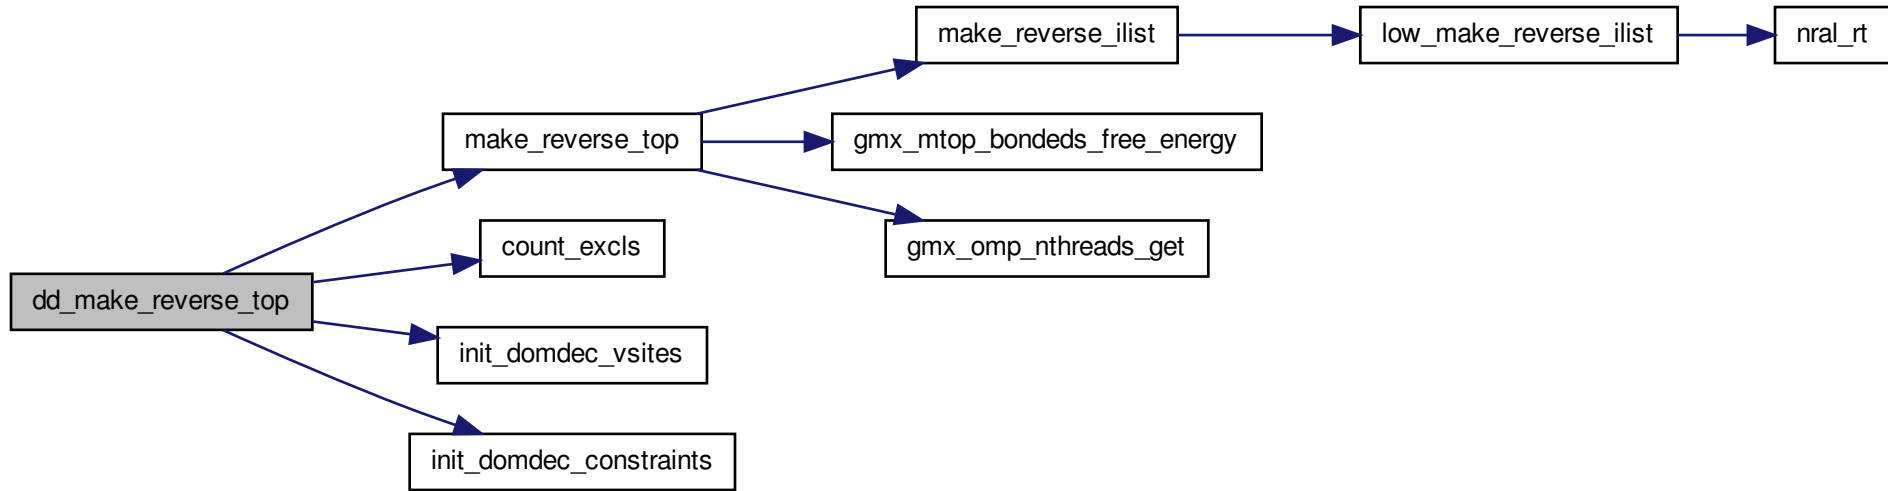 make_reverse_ilist
low_make_reverse_ilist
nral_rt
make_reverse_top
gmx_mtop_bondeds_free_energy
count_excls
gmx_omp_nthreads_get
dd_make_reverse_top
init_domdec_vsites
init_domdec_constraints